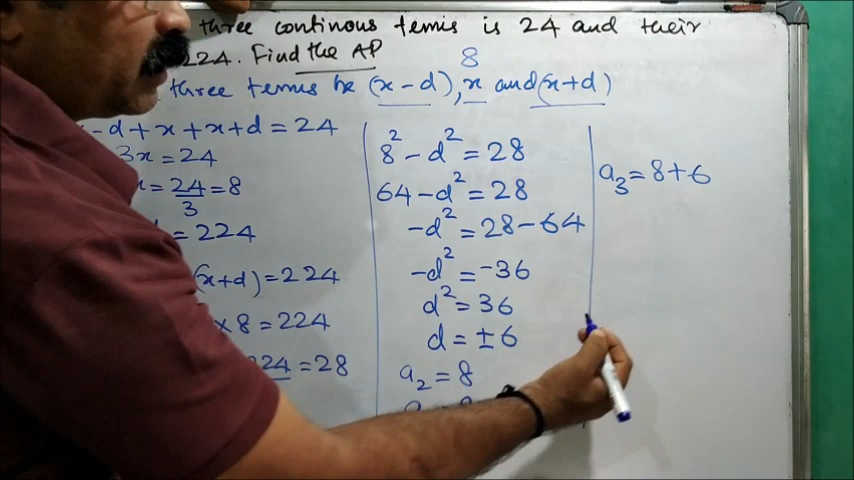 three continous terms is 24 and their
224. Find the AP
8
three terms be (x-d), x and (x+d)
-d+x+x+d=24
3x=24
=24/3=8
=224
(x+d)=224
x8=224
224=28
8²-d²=28
64-d²=28
-d²=28-64
-d²=-36
d²=36
d=±6
a₂=8
a₃=8+6